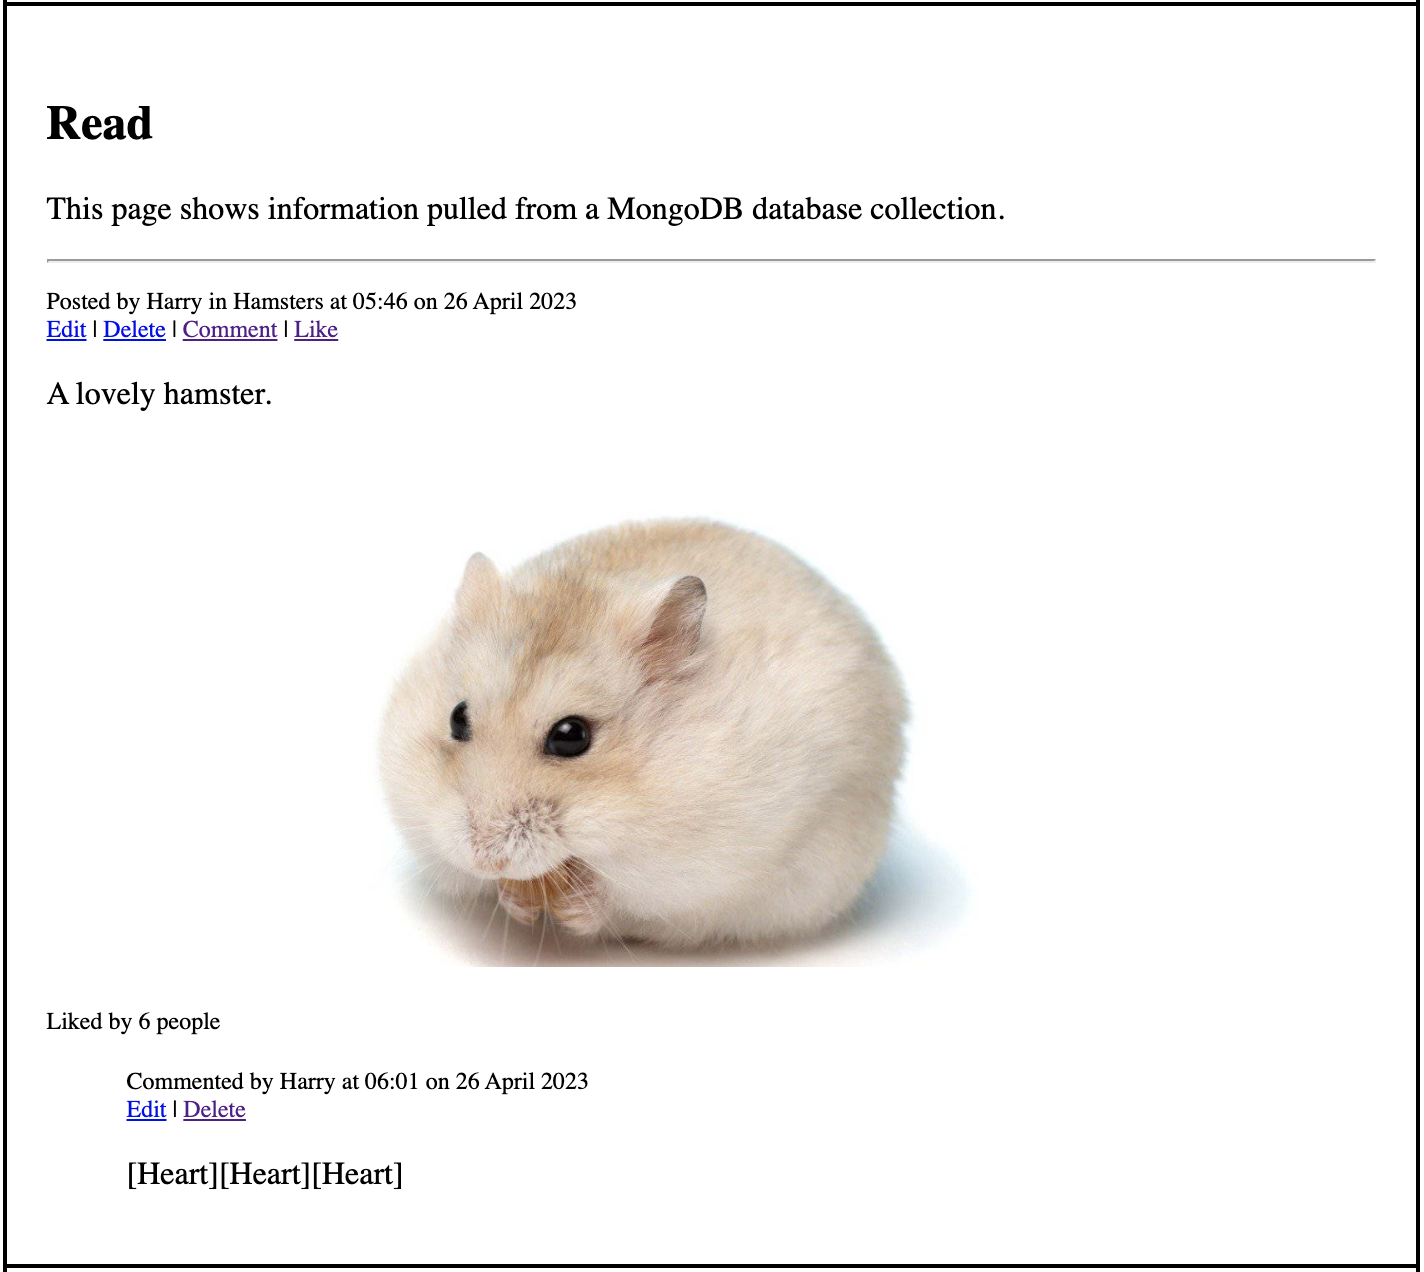 Read
This page shows information pulled from a MongoDB database collection.
Posted by Harry in Hamsters at 05:46 on 26 April 2023
Edit | Delete | Comment | Like
A lovely hamster.
Liked by 6 people
Commented by Harry at 06:01 on 26 April 2023
Edit | Delete
[Heart][Heart][Heart]